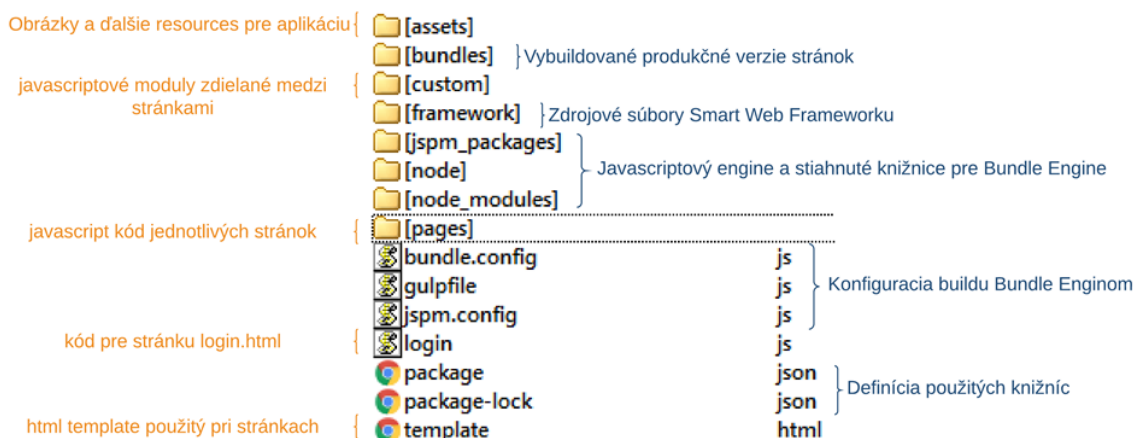 Obrázky a ďalšie resources pre aplikáciu [assets]
[bundles] Vybuildované produkčné verzie stránok
javascriptové moduly zdielané medzi [custom]
stránkami
[framework] Zdrojové súbory Smart Web Frameworku
[jspm_packages]
[node] Javascriptový engine a stiahnuté knižnice pre Bundle Engine
[node_modules]
javascript kód jednotlivých stránok [pages]
bundle.config js
gulpfile js Konfiguracia buildu Bundle Enginom
jspm.config js
kód pre stránku login.html login js
package json
Definícia použitých knižníc
package-lock json
html template použitý pri stránkach template html